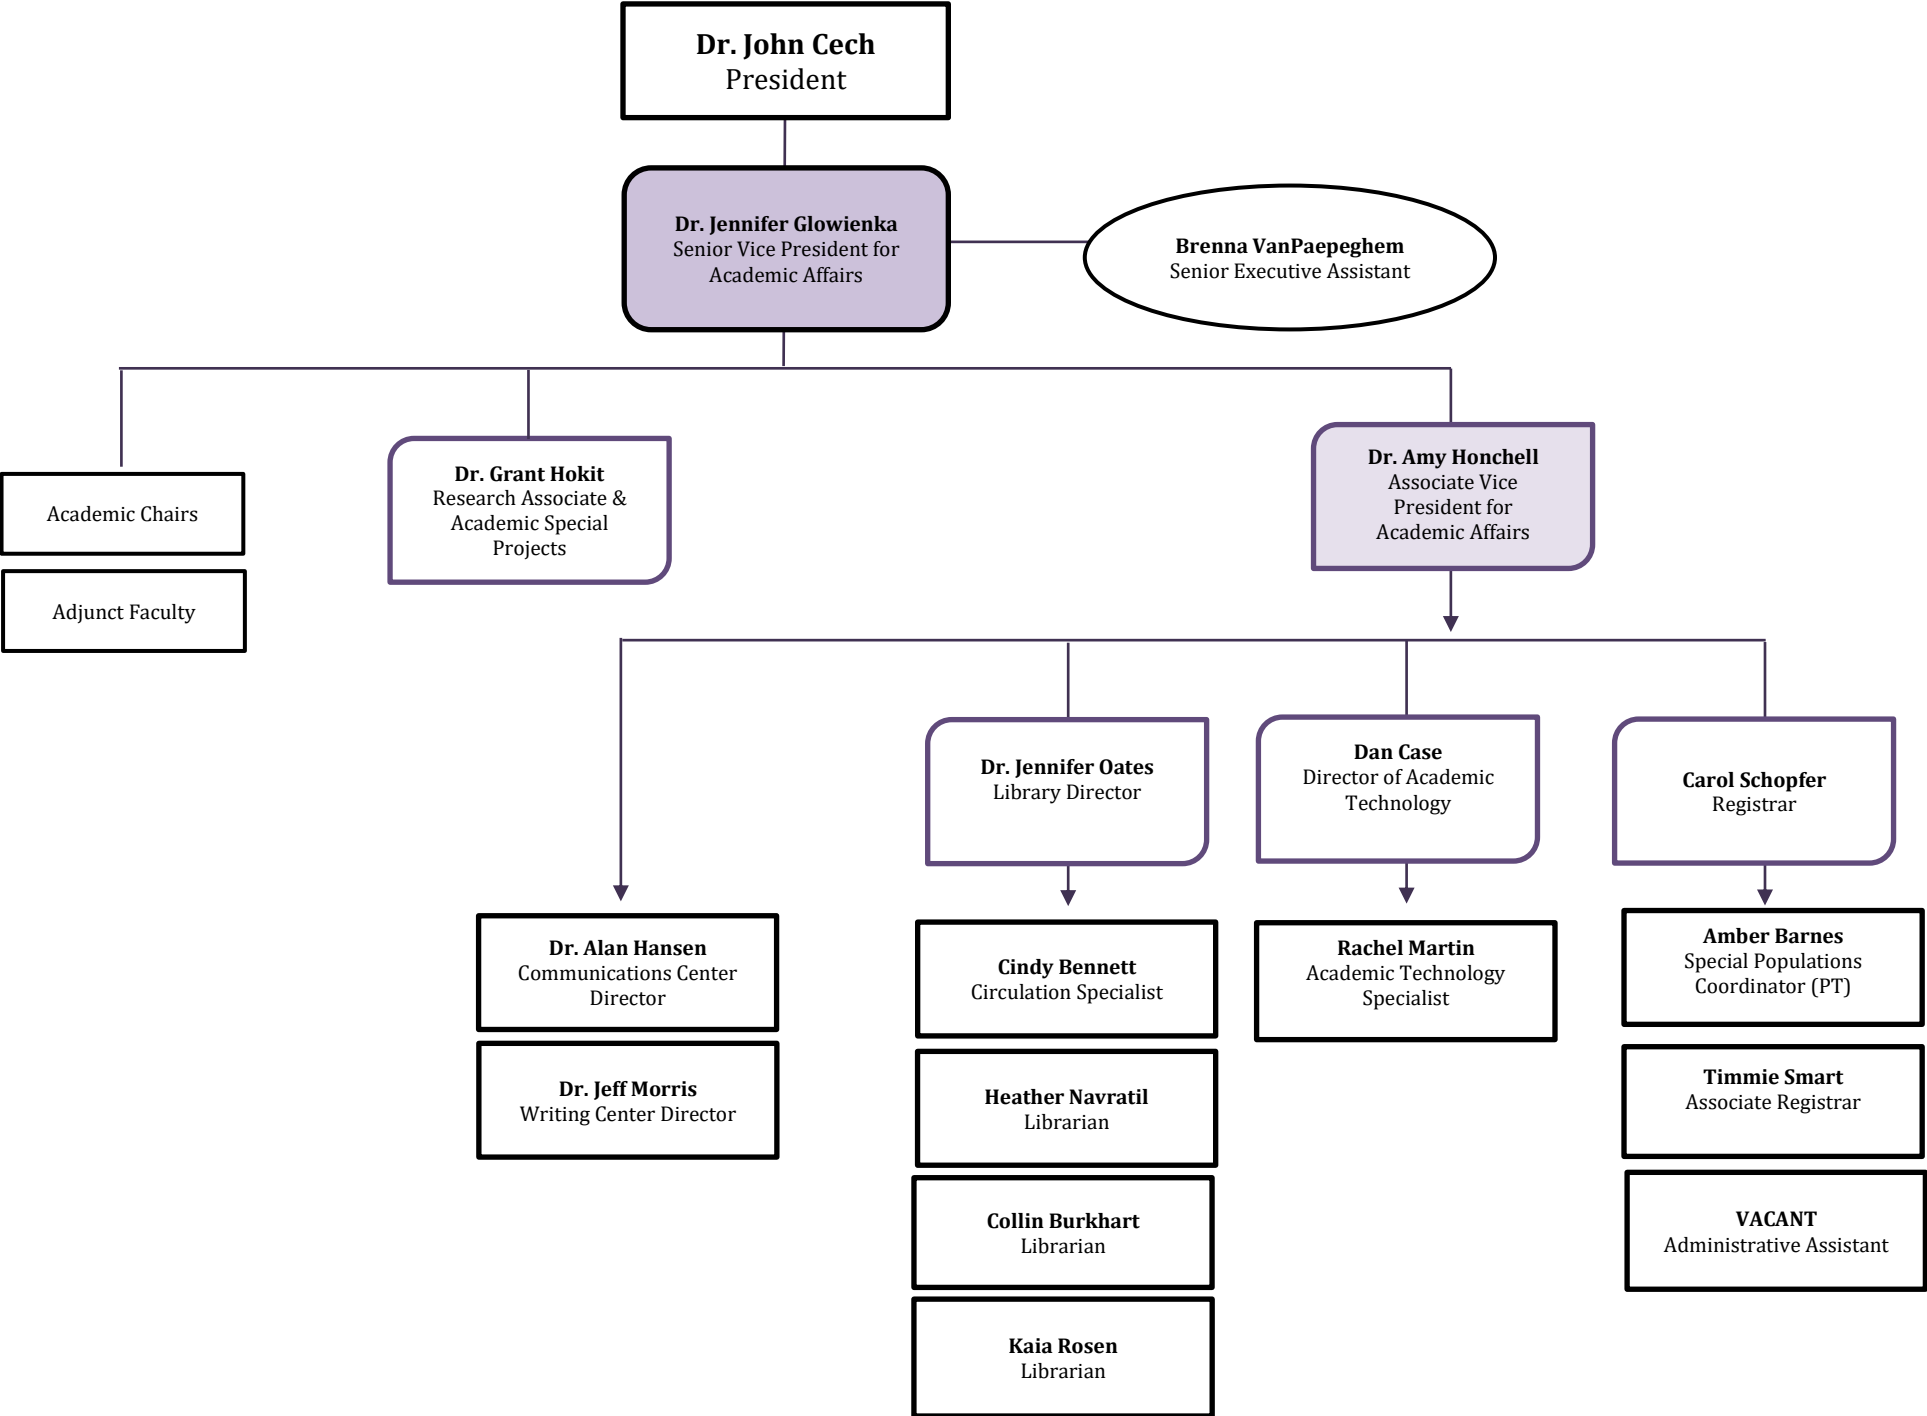 Dr. John Cech
President
Dr. Jennifer Glowienka
Senior Vice President for
Academic Affairs
Brenna VanPaepeghem
Senior Executive Assistant
Academic Chairs
Adjunct Faculty
Dr. Grant Hokit
Research Associate &
Academic Special
Projects
Dr. Amy Honchell
Associate Vice
President for
Academic Affairs
Dr. Jennifer Oates
Library Director
Dan Case
Director of Academic
Technology
Carol Schopfer
Registrar
Dr. Alan Hansen
Communications Center
Director
Dr. Jeff Morris
Writing Center Director
Cindy Bennett
Circulation Specialist
Heather Navratil
Librarian
Collin Burkhart
Librarian
Kaia Rosen
Librarian
Rachel Martin
Academic Technology
Specialist
Amber Barnes
Special Populations
Coordinator (PT)
Timmie Smart
Associate Registrar
VACANT
Administrative Assistant